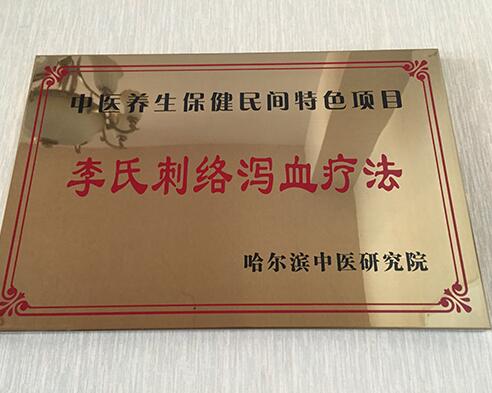 中医养生保健民间特色项目
李氏刺络泻血疗法
哈尔滨中医研究院